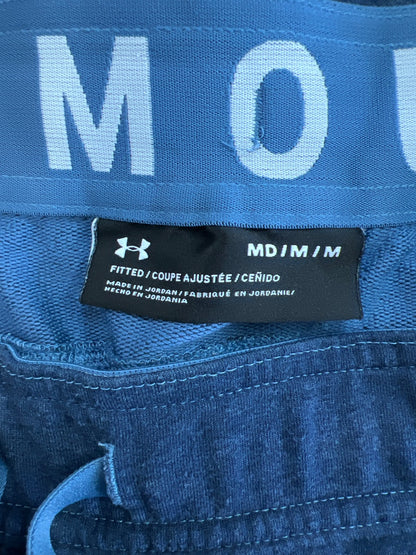 MOU
MD/M/M
FITTED/COUPE AJUSTÉE/CEÑIDO
MADE IN JORDAN/FABRIQUÉ EN JORDANIE/
HECHO EN JORDANIA